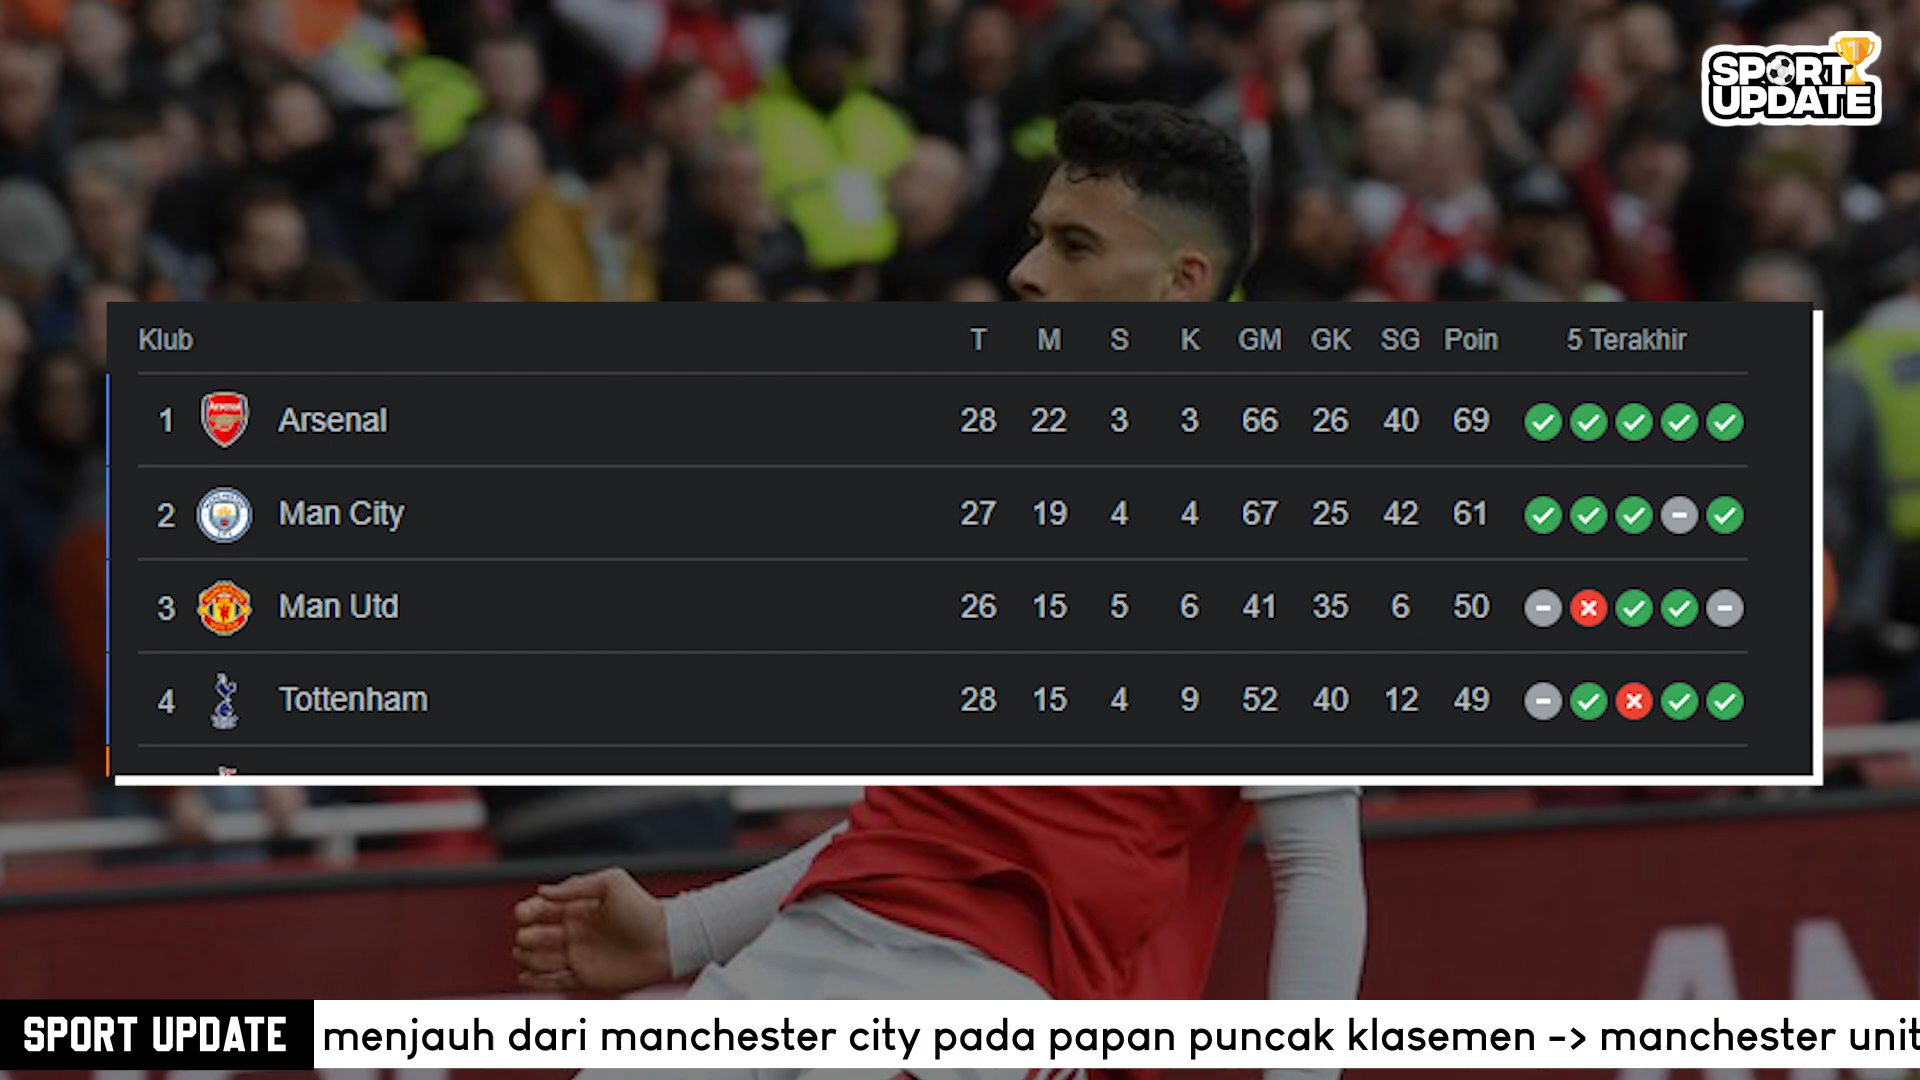 SPORT
UPDATE
Klub T M S K GM GK SG Poin 5 Terakhir
1 Arsenal 28 22 3 3 66 26 40 69
2 Man City 27 19 4 4 67 25 42 61
3 Man Utd 26 15 5 6 41 35 6 50
4 Tottenham 28 15 4 9 52 40 12 49
AN
SPORT UPDATE menjauh dari manchester city pada papan puncak klasemen -> manchester unit